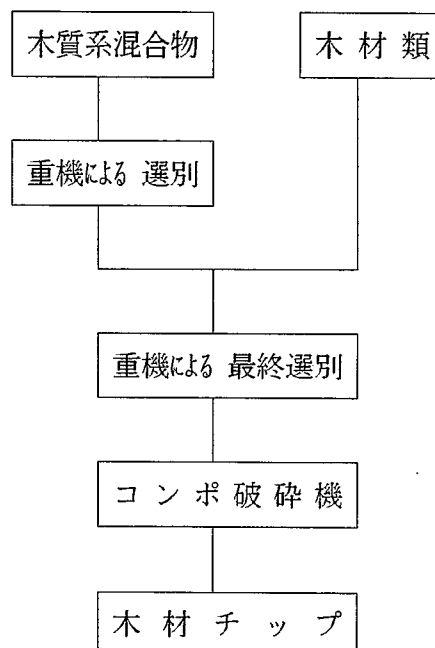 木質系混合物
木材類
重機による 選別
重機による 最終選別
コンポ破砕機
木材チップ